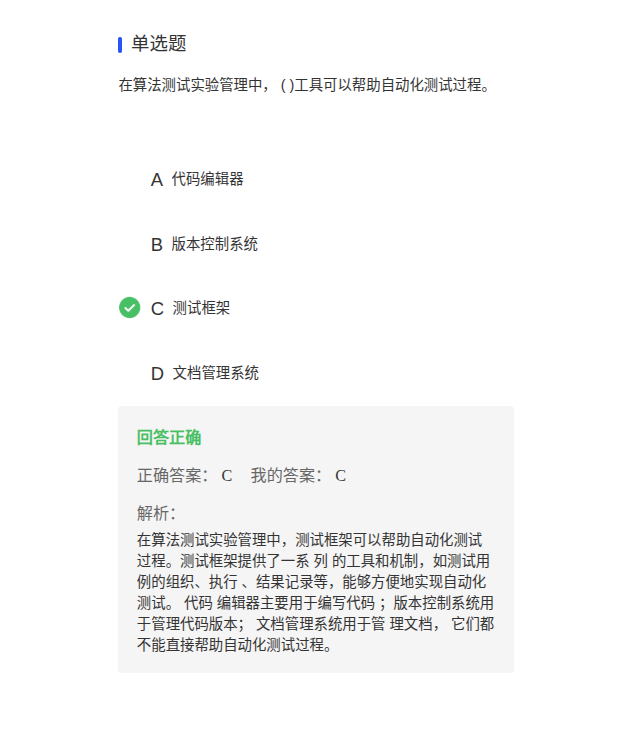 单选题
在算法测试实验管理中， ( )工具可以帮助自动化测试过程。
A 代码编辑器
B 版本控制系统
C 测试框架
D 文档管理系统
回答正确
正确答案： C 我的答案： C
解析：
在算法测试实验管理中，测试框架可以帮助自动化测试
过程。测试框架提供了一系 列 的工具和机制，如测试用
例的组织、执行 、结果记录等，能够方便地实现自动化
测试。 代码 编辑器主要用于编写代码 ；版本控制系统用
于管理代码版本； 文档管理系统用于管 理文档， 它们都
不能直接帮助自动化测试过程。